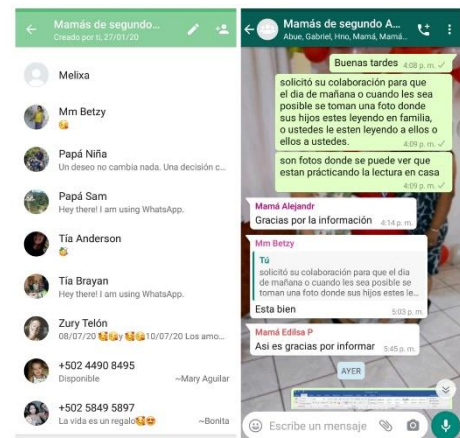 Mamás de segundo...
Creado por ti, 27/01/20
Melixa
Mm Betzy
Papá Niña
Un deseo no cambia nada. Una decisión c...
Papá Sam
Hey there! I am using WhatsApp.
Tía Anderson
Tía Brayan
Hey there! I am using WhatsApp.
Zury Telón
08/07/20 y 10/07/20 Los amo...
+502 4490 8495
Disponible ~Mary Aguilar
+502 5849 5897
La vida es un regalo ~Bonita
Mamás de segundo A...
Abue, Gabriel, Hno, Mamá, Mamá...
Buenas tardes 4:08 p. m.
solicitó su colaboración para que
el dia de mañana o cuando les sea
posible se toman una foto donde
sus hijos estes leyendo en familia,
o ustedes le esten leyendo a ellos o
ellos a ustedes. 4:09 p. m.
son fotos donde se puede ver que
estan prácticando la lectura en casa
4:09 p. m.
Mamá Alejandr
Gracias por la información 4:14 p. m.
Mm Betzy
Tú
solicitó su colaboración para que el dia
de mañana o cuando les sea posible se
toman una foto donde sus hijos estes le...
Esta bien 5:03 p. m.
Mamá Edilsa P
Asi es gracias por informar 5:45 p. m.
AYER
Escribe un mensaje